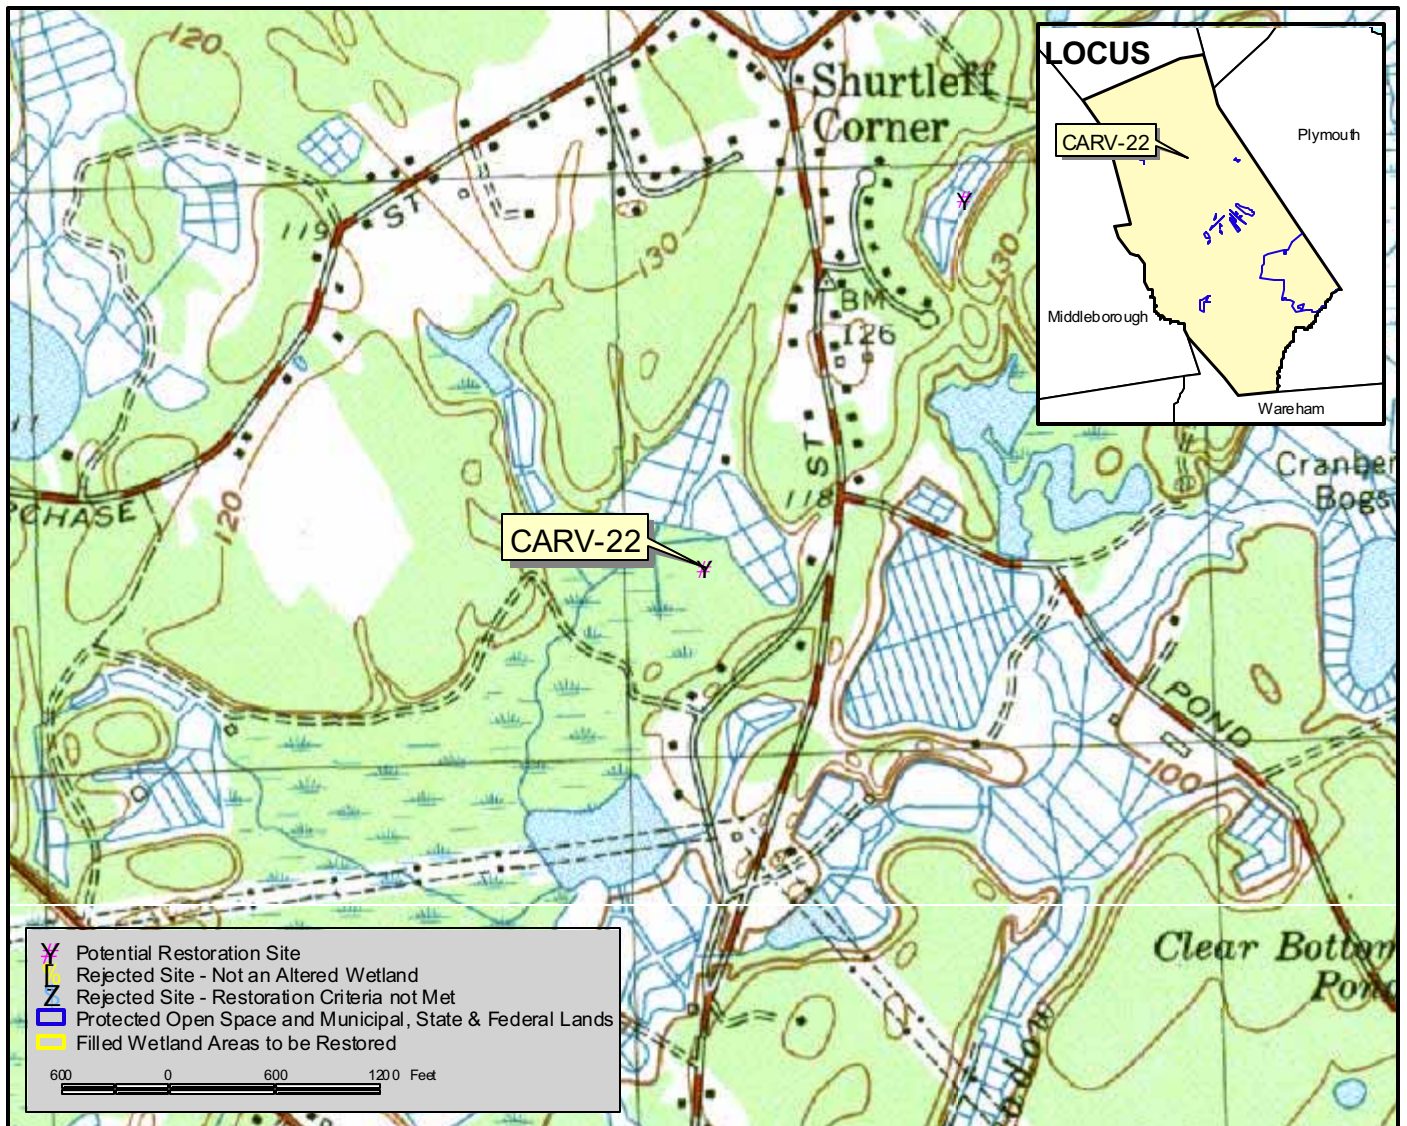 120
Shurtleff
Corner
LOCUS
CARV-22
Plymouth
Middleborough
Wareham
119
ST
130
130
BM
126
ST
118
Cranber
Bogs
120
CARV-22
POND
100
Clear Bottom
Pond
Potential Restoration Site
Rejected Site - Not an Altered Wetland
Rejected Site - Restoration Criteria not Met
Protected Open Space and Municipal, State & Federal Lands
Filled Wetland Areas to be Restored
600 0 600 1200 Feet